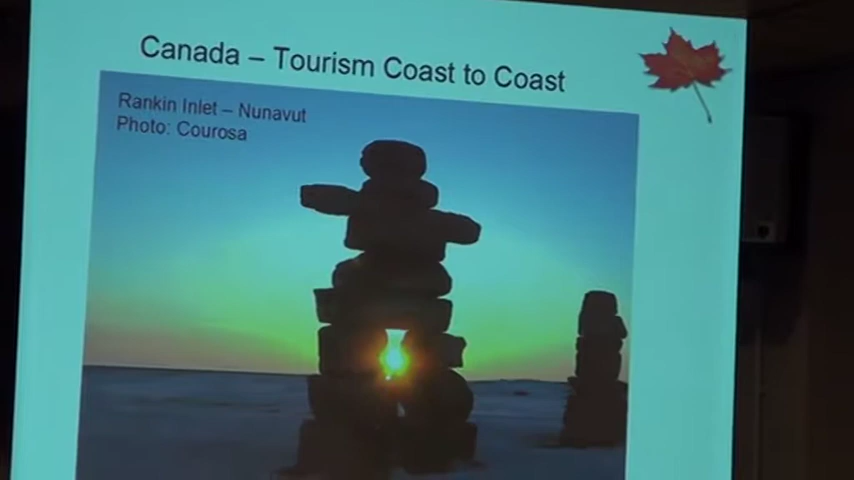 Canada – Tourism Coast to Coast
Rankin Inlet – Nunavut
Photo: Courosa